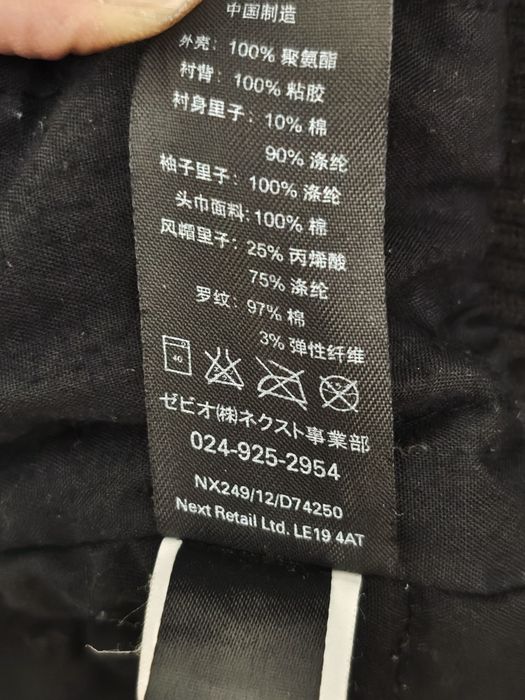 中国制造
外壳: 100% 聚氨酯
衬背: 100% 粘胶
衬身里子: 10% 棉
90% 涤纶
袖子里子: 100% 涤纶
头巾面料: 100% 棉
风帽里子: 25% 丙烯酸
75% 涤纶
罗纹: 97% 棉
3% 弹性纤维
40
ゼビオ(株)ネクスト事業部
024-925-2954
NX249/12/D74250
Next Retail Ltd. LE19 4AT